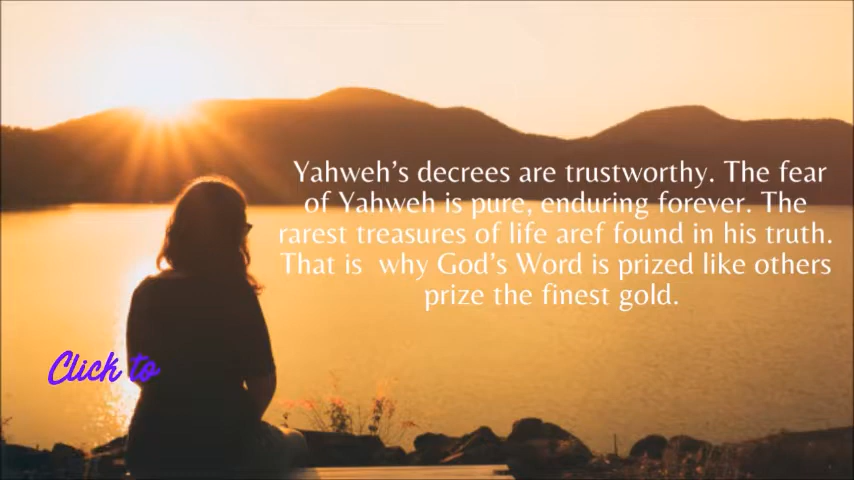 Yahweh’s decrees are trustworthy. The fear
of Yahweh is pure, enduring forever. The
rarest treasures of life aref found in his truth.
That is  why God’s Word is prized like others
prize the finest gold.
Click to